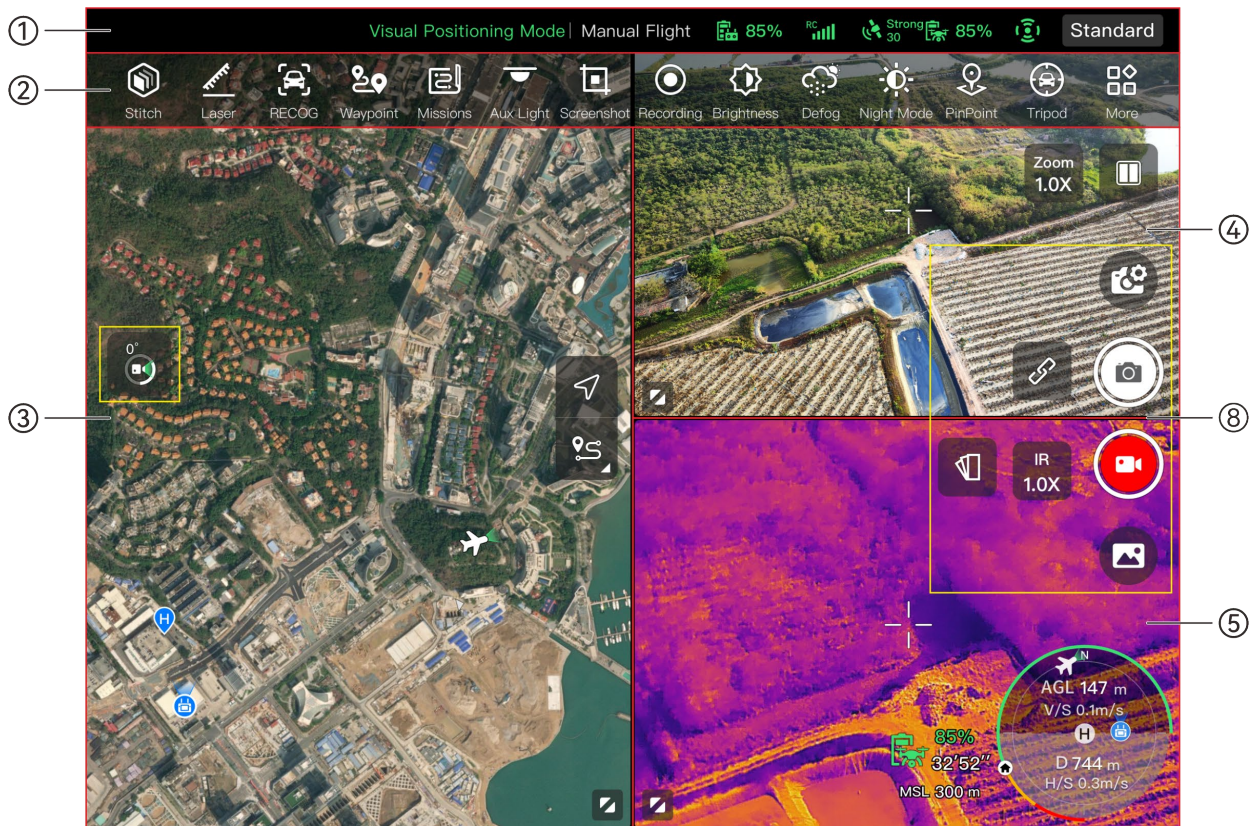 ①
Visual Positioning Mode | Manual Flight 85% RC Strong 30 85% Standard
②
Stitch Laser RECOG Waypoint Missions Aux Light Screenshot Recording Brightness Defog Night Mode PinPoint Tripod More
Zoom
1.0X
④
0°
③
⑧
IR
1.0X
H
⑤
N
AGL 147 m
V/S 0.1m/s
H
85%
32'52''
D 744 m
H/S 0.3m/s
MSL 300 m